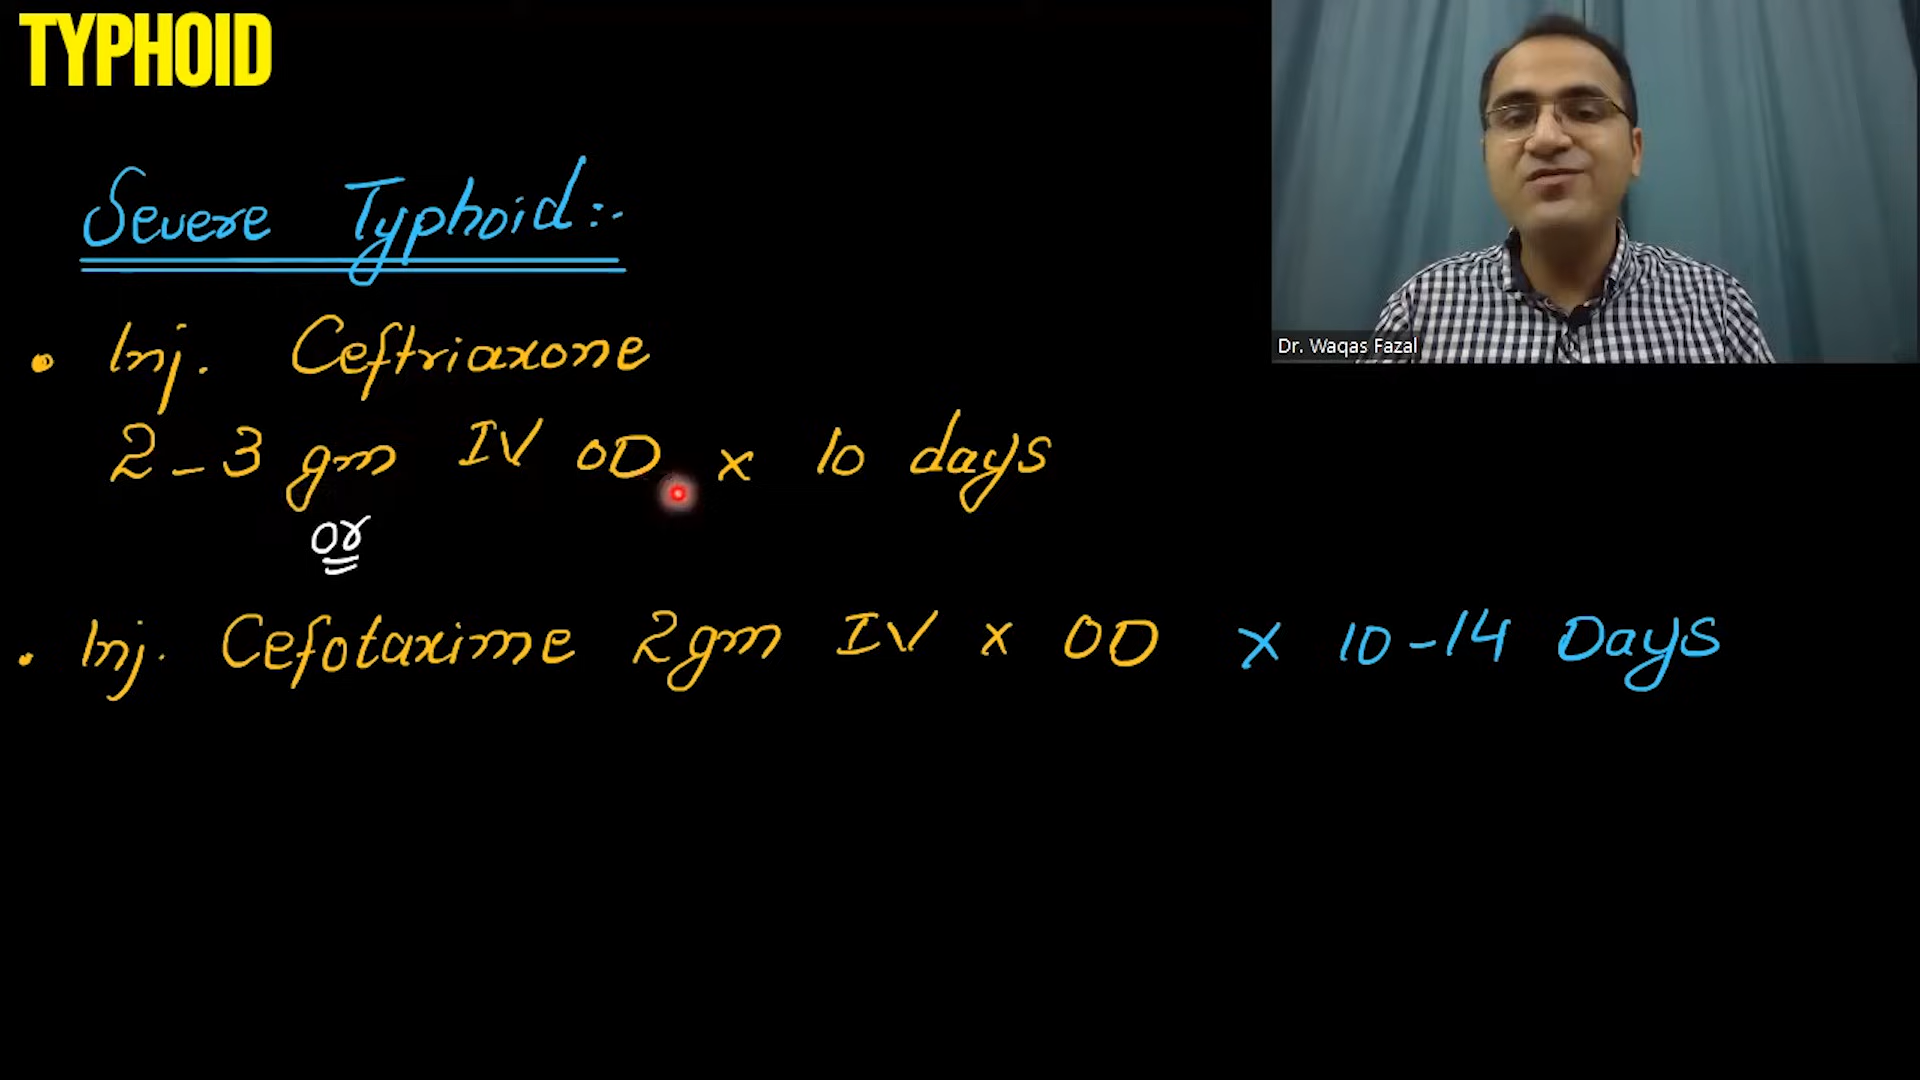 TYPHOID
Severe Typhoid:-
• Inj. Ceftriaxone
2-3 gm IV OD x 10 days
or
• Inj. Cefotaxime 2gm IV x OD x 10-14 Days
Dr. Waqas Fazal